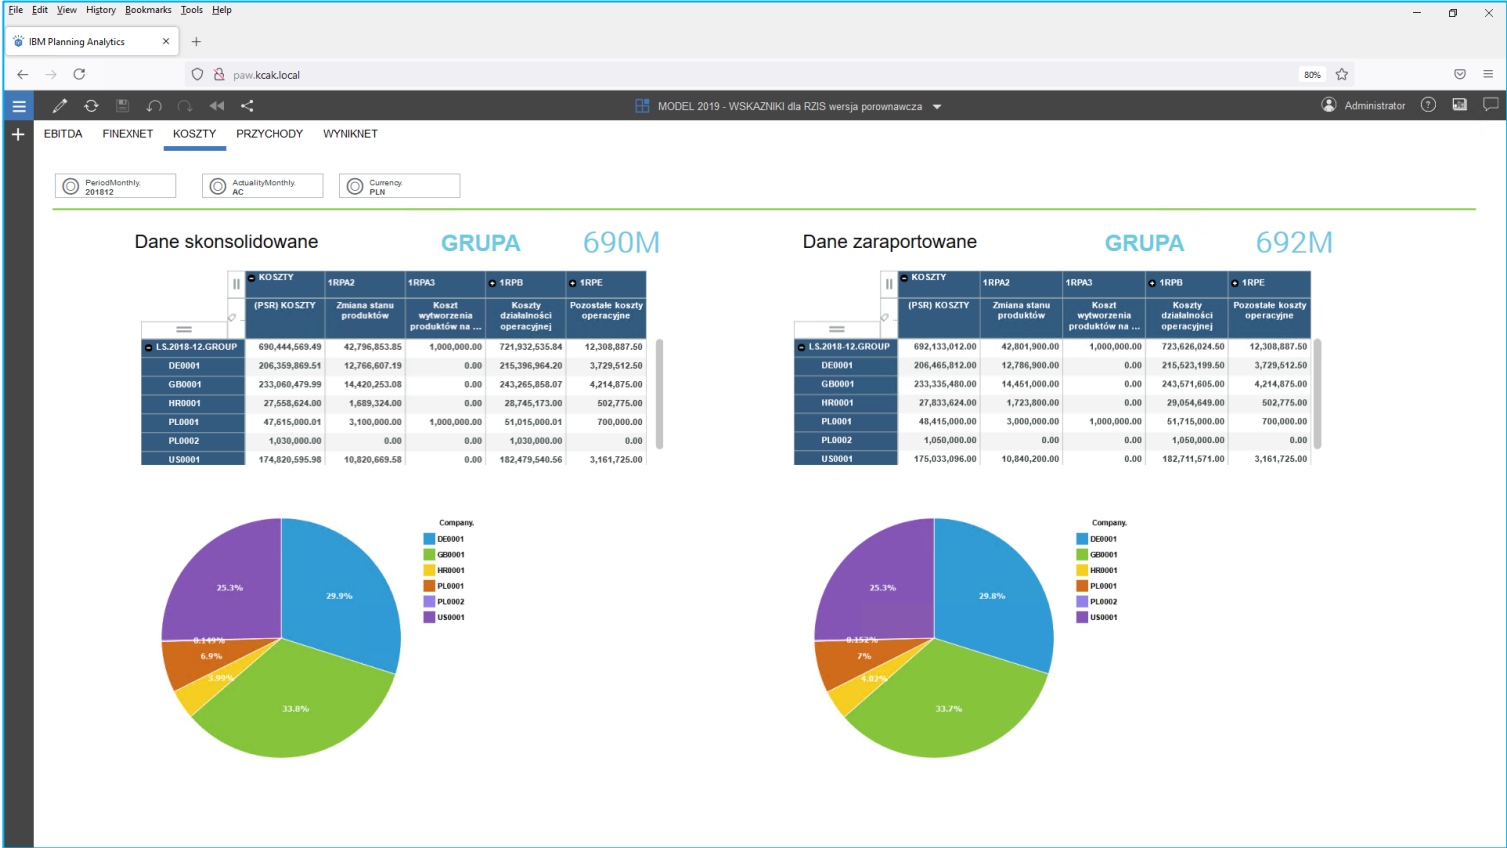 File Edit View History Bookmarks Tools Help
IBM Planning Analytics
paw.kcak.local
80%
MODEL 2019 - WSKAZNIKI dla RZIS wersja porownawcza
Administrator
EBITDA FINEXNET KOSZTY PRZYCHODY WYNIKNET
PeriodMonthly.
201812
ActualityMonthly.
AC
Currency.
PLN
Dane skonsolidowane GRUPA 690M
KOSZTY 1RPA2 1RPA3 1RPB 1RPE
(PSR) KOSZTY Zmiana stanu produktów Koszt wytworzenia produktów na ... Koszty działalności operacyjnej Pozostałe koszty operacyjne
LS.2018-12.GROUP 690,444,569.49 42,796,853.85 1,000,000.00 721,932,535.84 12,308,887.50
DE0001 206,359,869.51 12,766,607.19 0.00 215,396,964.20 3,729,512.50
GB0001 233,060,479.99 14,420,253.08 0.00 243,265,858.07 4,214,875.00
HR0001 27,558,624.00 1,689,324.00 0.00 28,745,173.00 502,775.00
PL0001 47,615,000.01 3,100,000.00 1,000,000.00 51,015,000.01 700,000.00
PL0002 1,030,000.00 0.00 0.00 1,030,000.00 0.00
US0001 174,820,595.98 10,820,669.58 0.00 182,479,540.56 3,161,725.00
Dane zaraportowane GRUPA 692M
KOSZTY 1RPA2 1RPA3 1RPB 1RPE
(PSR) KOSZTY Zmiana stanu produktów Koszt wytworzenia produktów na ... Koszty działalności operacyjnej Pozostałe koszty operacyjne
LS.2018-12.GROUP 692,133,012.00 42,801,900.00 1,000,000.00 723,626,024.50 12,308,887.50
DE0001 206,465,812.00 12,786,900.00 0.00 215,523,199.50 3,729,512.50
GB0001 233,335,480.00 14,451,000.00 0.00 243,571,605.00 4,214,875.00
HR0001 27,833,624.00 1,723,800.00 0.00 29,054,649.00 502,775.00
PL0001 48,415,000.00 3,000,000.00 1,000,000.00 51,715,000.00 700,000.00
PL0002 1,050,000.00 0.00 0.00 1,050,000.00 0.00
US0001 175,033,096.00 10,840,200.00 0.00 182,711,571.00 3,161,725.00
25.3%
29.9%
0.149%
6.9%
3.99%
33.8%
Company.
DE0001
GB0001
HR0001
PL0001
PL0002
US0001
25.3%
29.8%
0.152%
7%
4.02%
33.7%
Company.
DE0001
GB0001
HR0001
PL0001
PL0002
US0001